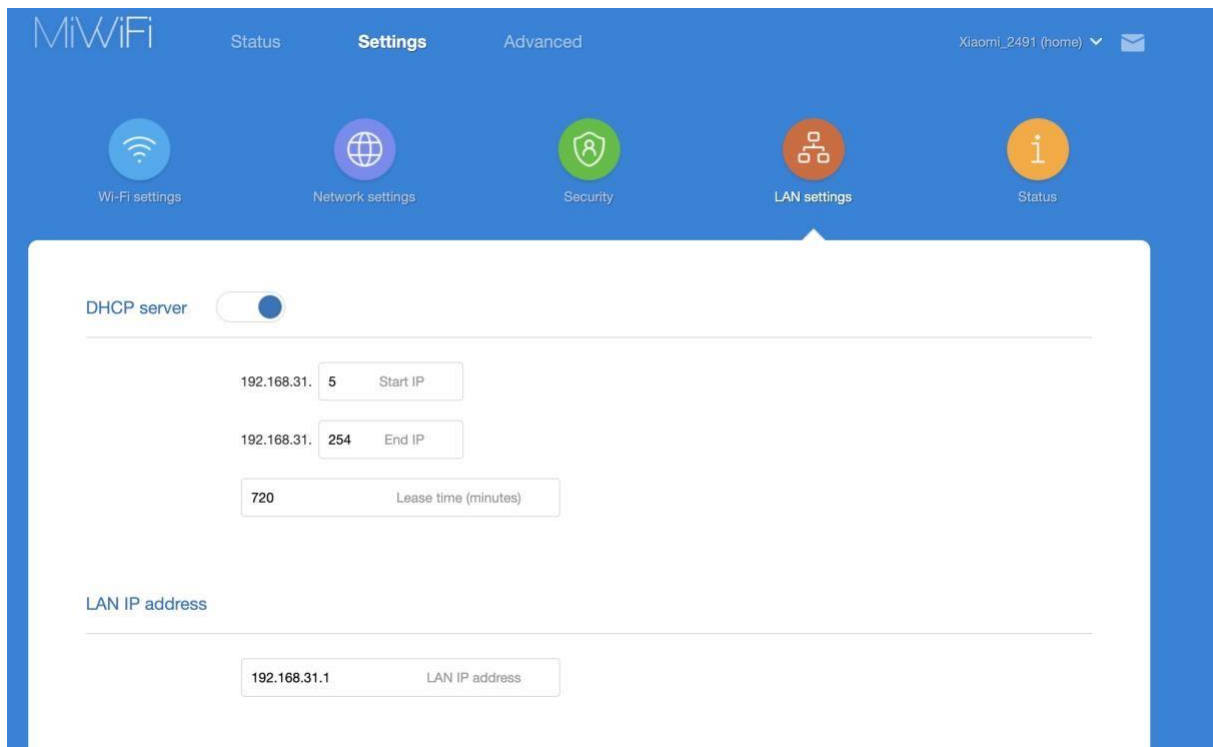 MiWiFi Status Settings Advanced Xiaomi_2491 (home)
Wi-Fi settings Network settings Security LAN settings Status
DHCP server
192.168.31. 5 Start IP
192.168.31. 254 End IP
720 Lease time (minutes)
LAN IP address
192.168.31.1 LAN IP address